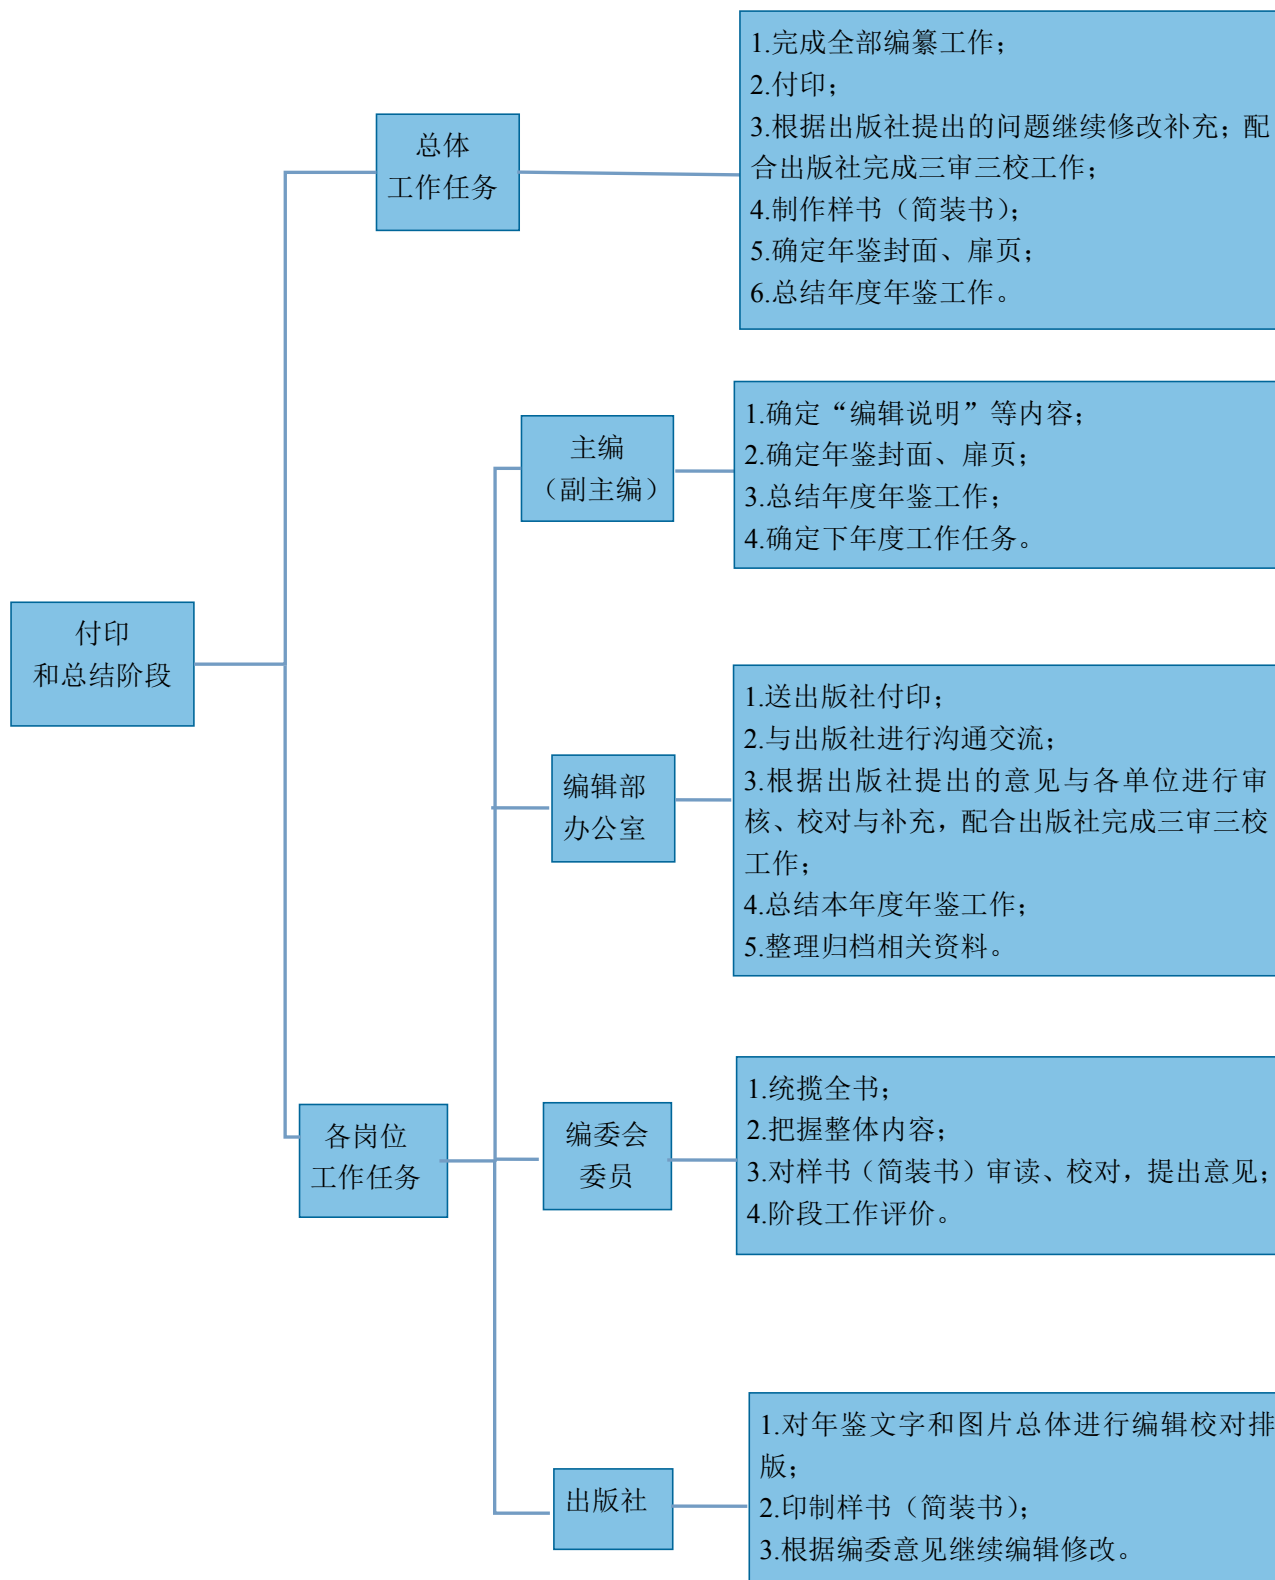 1.完成全部编纂工作；
2.付印；
3.根据出版社提出的问题继续修改补充；配
合出版社完成三审三校工作；
4.制作样书（简装书）；
5.确定年鉴封面、扉页；
6.总结年度年鉴工作。
总体
工作任务
1.确定“编辑说明”等内容；
2.确定年鉴封面、扉页；
3.总结年度年鉴工作；
4.确定下年度工作任务。
主编
（副主编）
付印
和总结阶段
1.送出版社付印；
2.与出版社进行沟通交流；
3.根据出版社提出的意见与各单位进行审
核、校对与补充，配合出版社完成三审三校
工作；
4.总结本年度年鉴工作；
5.整理归档相关资料。
编辑部
办公室
各岗位
工作任务
编委会
委员
1.统揽全书；
2.把握整体内容；
3.对样书（简装书）审读、校对，提出意见；
4.阶段工作评价。
出版社
1.对年鉴文字和图片总体进行编辑校对排
版；
2.印制样书（简装书）；
3.根据编委意见继续编辑修改。